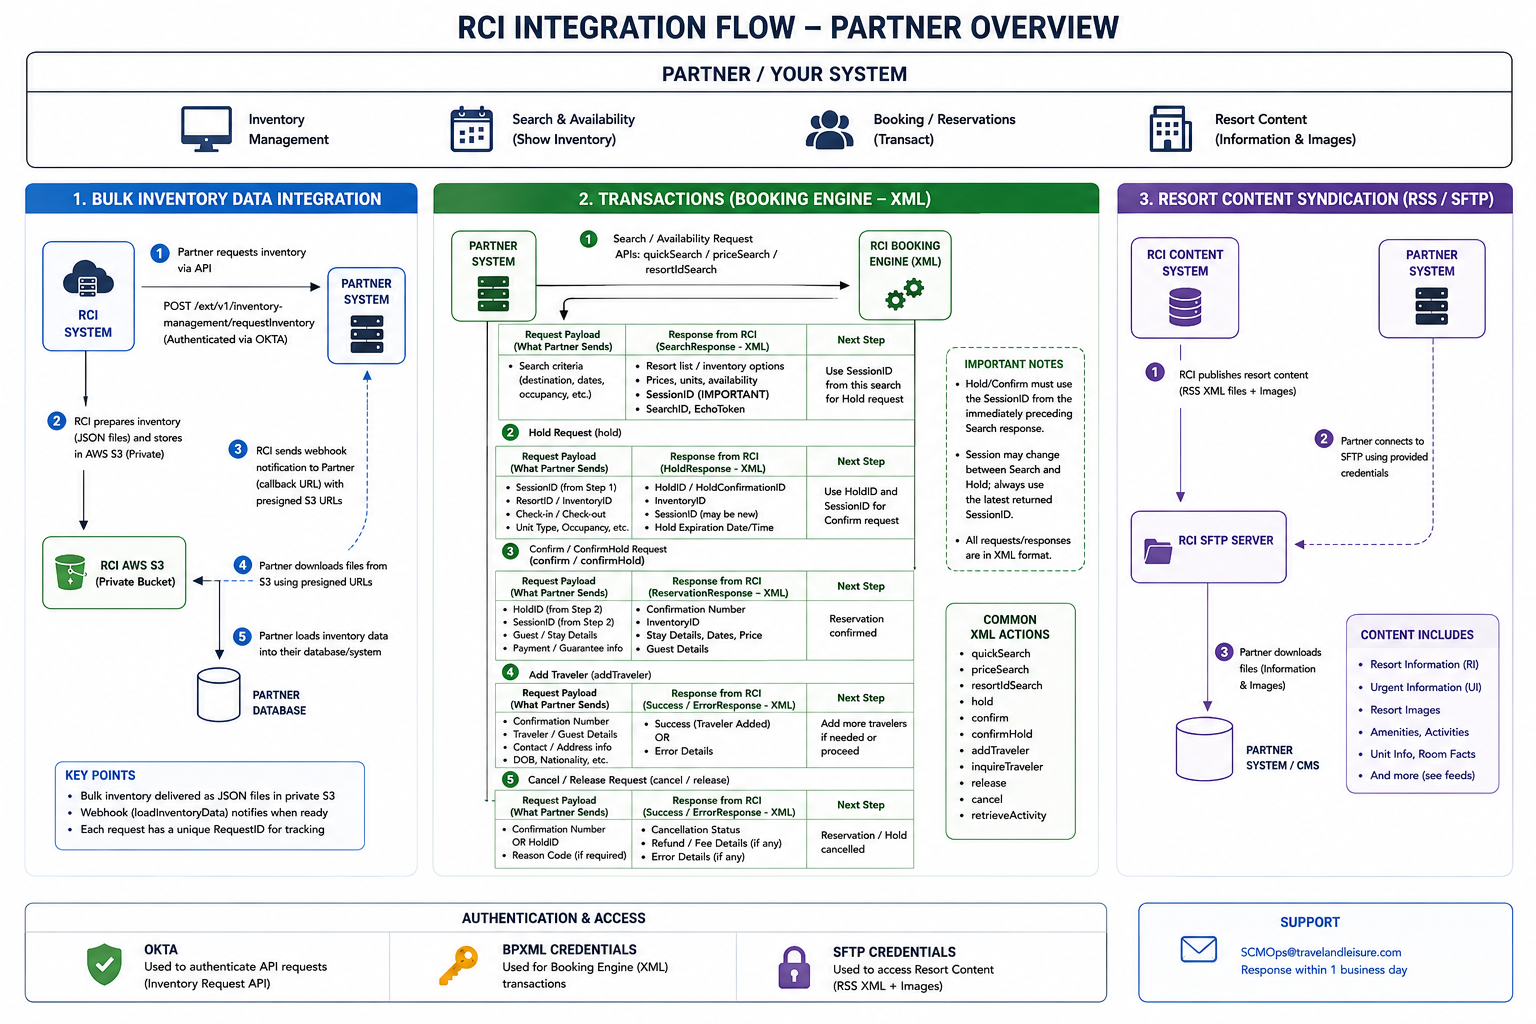 RCI INTEGRATION FLOW – PARTNER OVERVIEW
PARTNER / YOUR SYSTEM
Inventory
Management
Search & Availability
(Show Inventory)
Booking / Reservations
(Transact)
Resort Content
(Information & Images)
1. BULK INVENTORY DATA INTEGRATION
RCI
SYSTEM
1
Partner requests inventory
via API
POST /ext/v1/inventory-
management/requestInventory
(Authenticated via OKTA)
PARTNER
SYSTEM
2
RCI prepares inventory
(JSON files) and stores
in AWS S3 (Private)
3
RCI sends webhook
notification to Partner
(callback URL) with
presigned S3 URLs
RCI AWS S3
(Private Bucket)
4
Partner downloads files from
S3 using presigned URLs
5
Partner loads inventory data
into their database/system
PARTNER
DATABASE
KEY POINTS
• Bulk inventory delivered as JSON files in private S3
• Webhook (loadInventoryData) notifies when ready
• Each request has a unique RequestID for tracking
2. TRANSACTIONS (BOOKING ENGINE – XML)
PARTNER
SYSTEM
1
Search / Availability Request
APIs: quickSearch / priceSearch /
resortIdSearch
RCI BOOKING
ENGINE (XML)
Request Payload
(What Partner Sends)
Response from RCI
(SearchResponse - XML)
Next Step
• Search criteria
(destination, dates,
occupancy, etc.)
• Resort list / inventory options
• Prices, units, availability
• SessionID (IMPORTANT)
• SearchID, EchoToken
Use SessionID
from this search
for Hold request
2
Hold Request (hold)
Request Payload
(What Partner Sends)
Response from RCI
(HoldResponse - XML)
Next Step
• SessionID (from Step 1)
• ResortID / InventoryID
• Check-in / Check-out
• Unit Type, Occupancy, etc.
• HoldID / HoldConfirmationID
• InventoryID
• SessionID (may be new)
• Hold Expiration Date/Time
Use HoldID and
SessionID for
Confirm request
3
Confirm / ConfirmHold Request
(confirm / confirmHold)
Request Payload
(What Partner Sends)
Response from RCI
(ReservationResponse – XML)
Next Step
• HoldID (from Step 2)
• SessionID (from Step 2)
• Guest / Stay Details
• Payment / Guarantee info
• Confirmation Number
• InventoryID
• Stay Details, Dates, Price
• Guest Details
Reservation
confirmed
4
Add Traveler (addTraveler)
Request Payload
(What Partner Sends)
Response from RCI
(Success / ErrorResponse - XML)
Next Step
• Confirmation Number
• Traveler / Guest Details
• Contact / Address info
• DOB, Nationality, etc.
• Success (Traveler Added)
OR
• Error Details
Add more travelers
if needed or
proceed
5
Cancel / Release Request (cancel / release)
Request Payload
(What Partner Sends)
Response from RCI
(Success / ErrorResponse - XML)
Next Step
• Confirmation Number
OR HoldID
• Reason Code (if required)
• Cancellation Status
• Refund / Fee Details (if any)
• Error Details (if any)
Reservation / Hold
cancelled
IMPORTANT NOTES
• Hold/Confirm must use
the SessionID from the
immediately preceding
Search response.
• Session may change
between Search and
Hold; always use
the latest returned
SessionID.
• All requests/responses
are in XML format.
COMMON
XML ACTIONS
• quickSearch
• priceSearch
• resortIdSearch
• hold
• confirm
• confirmHold
• addTraveler
• inquireTraveler
• release
• cancel
• retrieveActivity
3. RESORT CONTENT SYNDICATION (RSS / SFTP)
RCI CONTENT
SYSTEM
PARTNER
SYSTEM
1
RCI publishes resort content
(RSS XML files + Images)
2
Partner connects to
SFTP using provided
credentials
RCI SFTP SERVER
3
Partner downloads
files (Information
& Images)
PARTNER
SYSTEM / CMS
CONTENT INCLUDES
• Resort Information (RI)
• Urgent Information (UI)
• Resort Images
• Amenities, Activities
• Unit Info, Room Facts
• And more (see feeds)
AUTHENTICATION & ACCESS
OKTA
Used to authenticate API requests
(Inventory Request API)
BPXML CREDENTIALS
Used for Booking Engine (XML)
transactions
SFTP CREDENTIALS
Used to access Resort Content
(RSS XML + Images)
SUPPORT
SCMOps@travelandleisure.com
Response within 1 business day